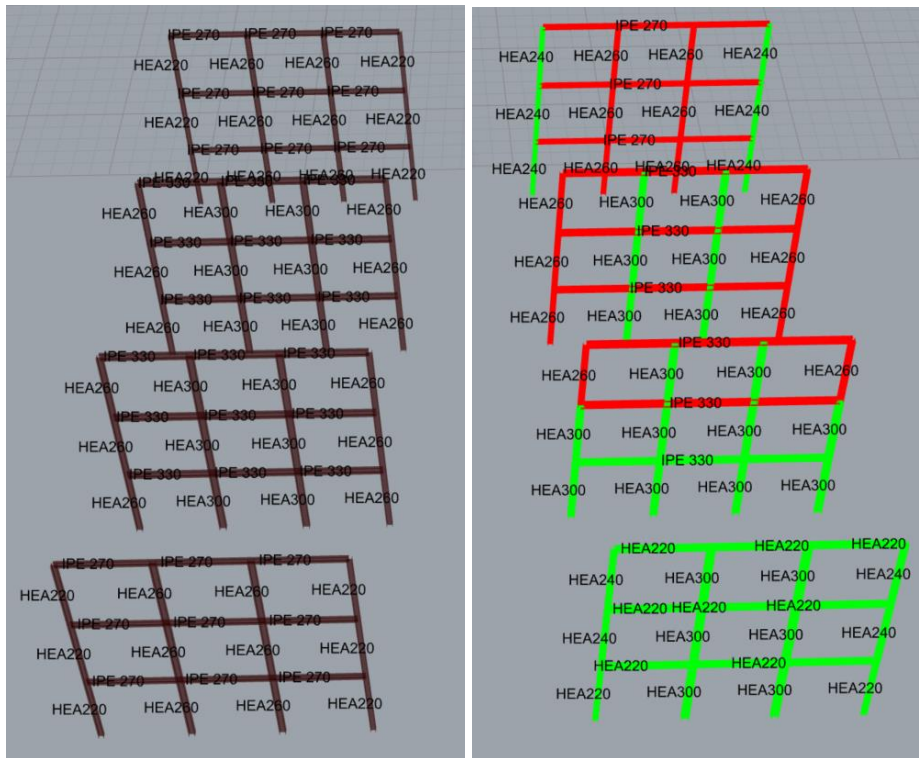 IPE 270 IPE 270 IPE 270
HEA220 HEA260 HEA260 HEA220
IPE 270 IPE 270 IPE 270
HEA220 HEA260 HEA260 HEA220
IPE 270 IPE 270 IPE 270
HEA220 HEA260 HEA260 HEA220
IPE 330 IPE 330 IPE 330
HEA260 HEA300 HEA300 HEA260
IPE 330 IPE 330 IPE 330
HEA260 HEA300 HEA300 HEA260
IPE 330 IPE 330 IPE 330
HEA260 HEA300 HEA300 HEA260
IPE 330 IPE 330 IPE 330
HEA260 HEA300 HEA300 HEA260
IPE 330 IPE 330 IPE 330
HEA260 HEA300 HEA300 HEA260
IPE 330 IPE 330 IPE 330
HEA260 HEA300 HEA300 HEA260
IPE 270 IPE 270 IPE 270
HEA220 HEA260 HEA260 HEA220
IPE 270 IPE 270 IPE 270
HEA220 HEA260 HEA260 HEA220
IPE 270 IPE 270 IPE 270
HEA220 HEA260 HEA260 HEA220
IPE 270
HEA240 HEA260 HEA260 HEA240
IPE 270
HEA240 HEA260 HEA260 HEA240
IPE 270
HEA240 HEA260 HEA260 HEA240
IPE 330
HEA260 HEA300 HEA300 HEA260
IPE 330
HEA260 HEA300 HEA300 HEA260
IPE 330
HEA260 HEA300 HEA300 HEA260
IPE 330
HEA260 HEA300 HEA300 HEA260
IPE 330
HEA300 HEA300 HEA300 HEA300
IPE 330
HEA300 HEA300 HEA300 HEA300
HEA220 HEA220 HEA220
HEA240 HEA300 HEA300 HEA240
HEA220 HEA220 HEA220
HEA240 HEA300 HEA300 HEA240
HEA220 HEA220
HEA220 HEA300 HEA300 HEA220